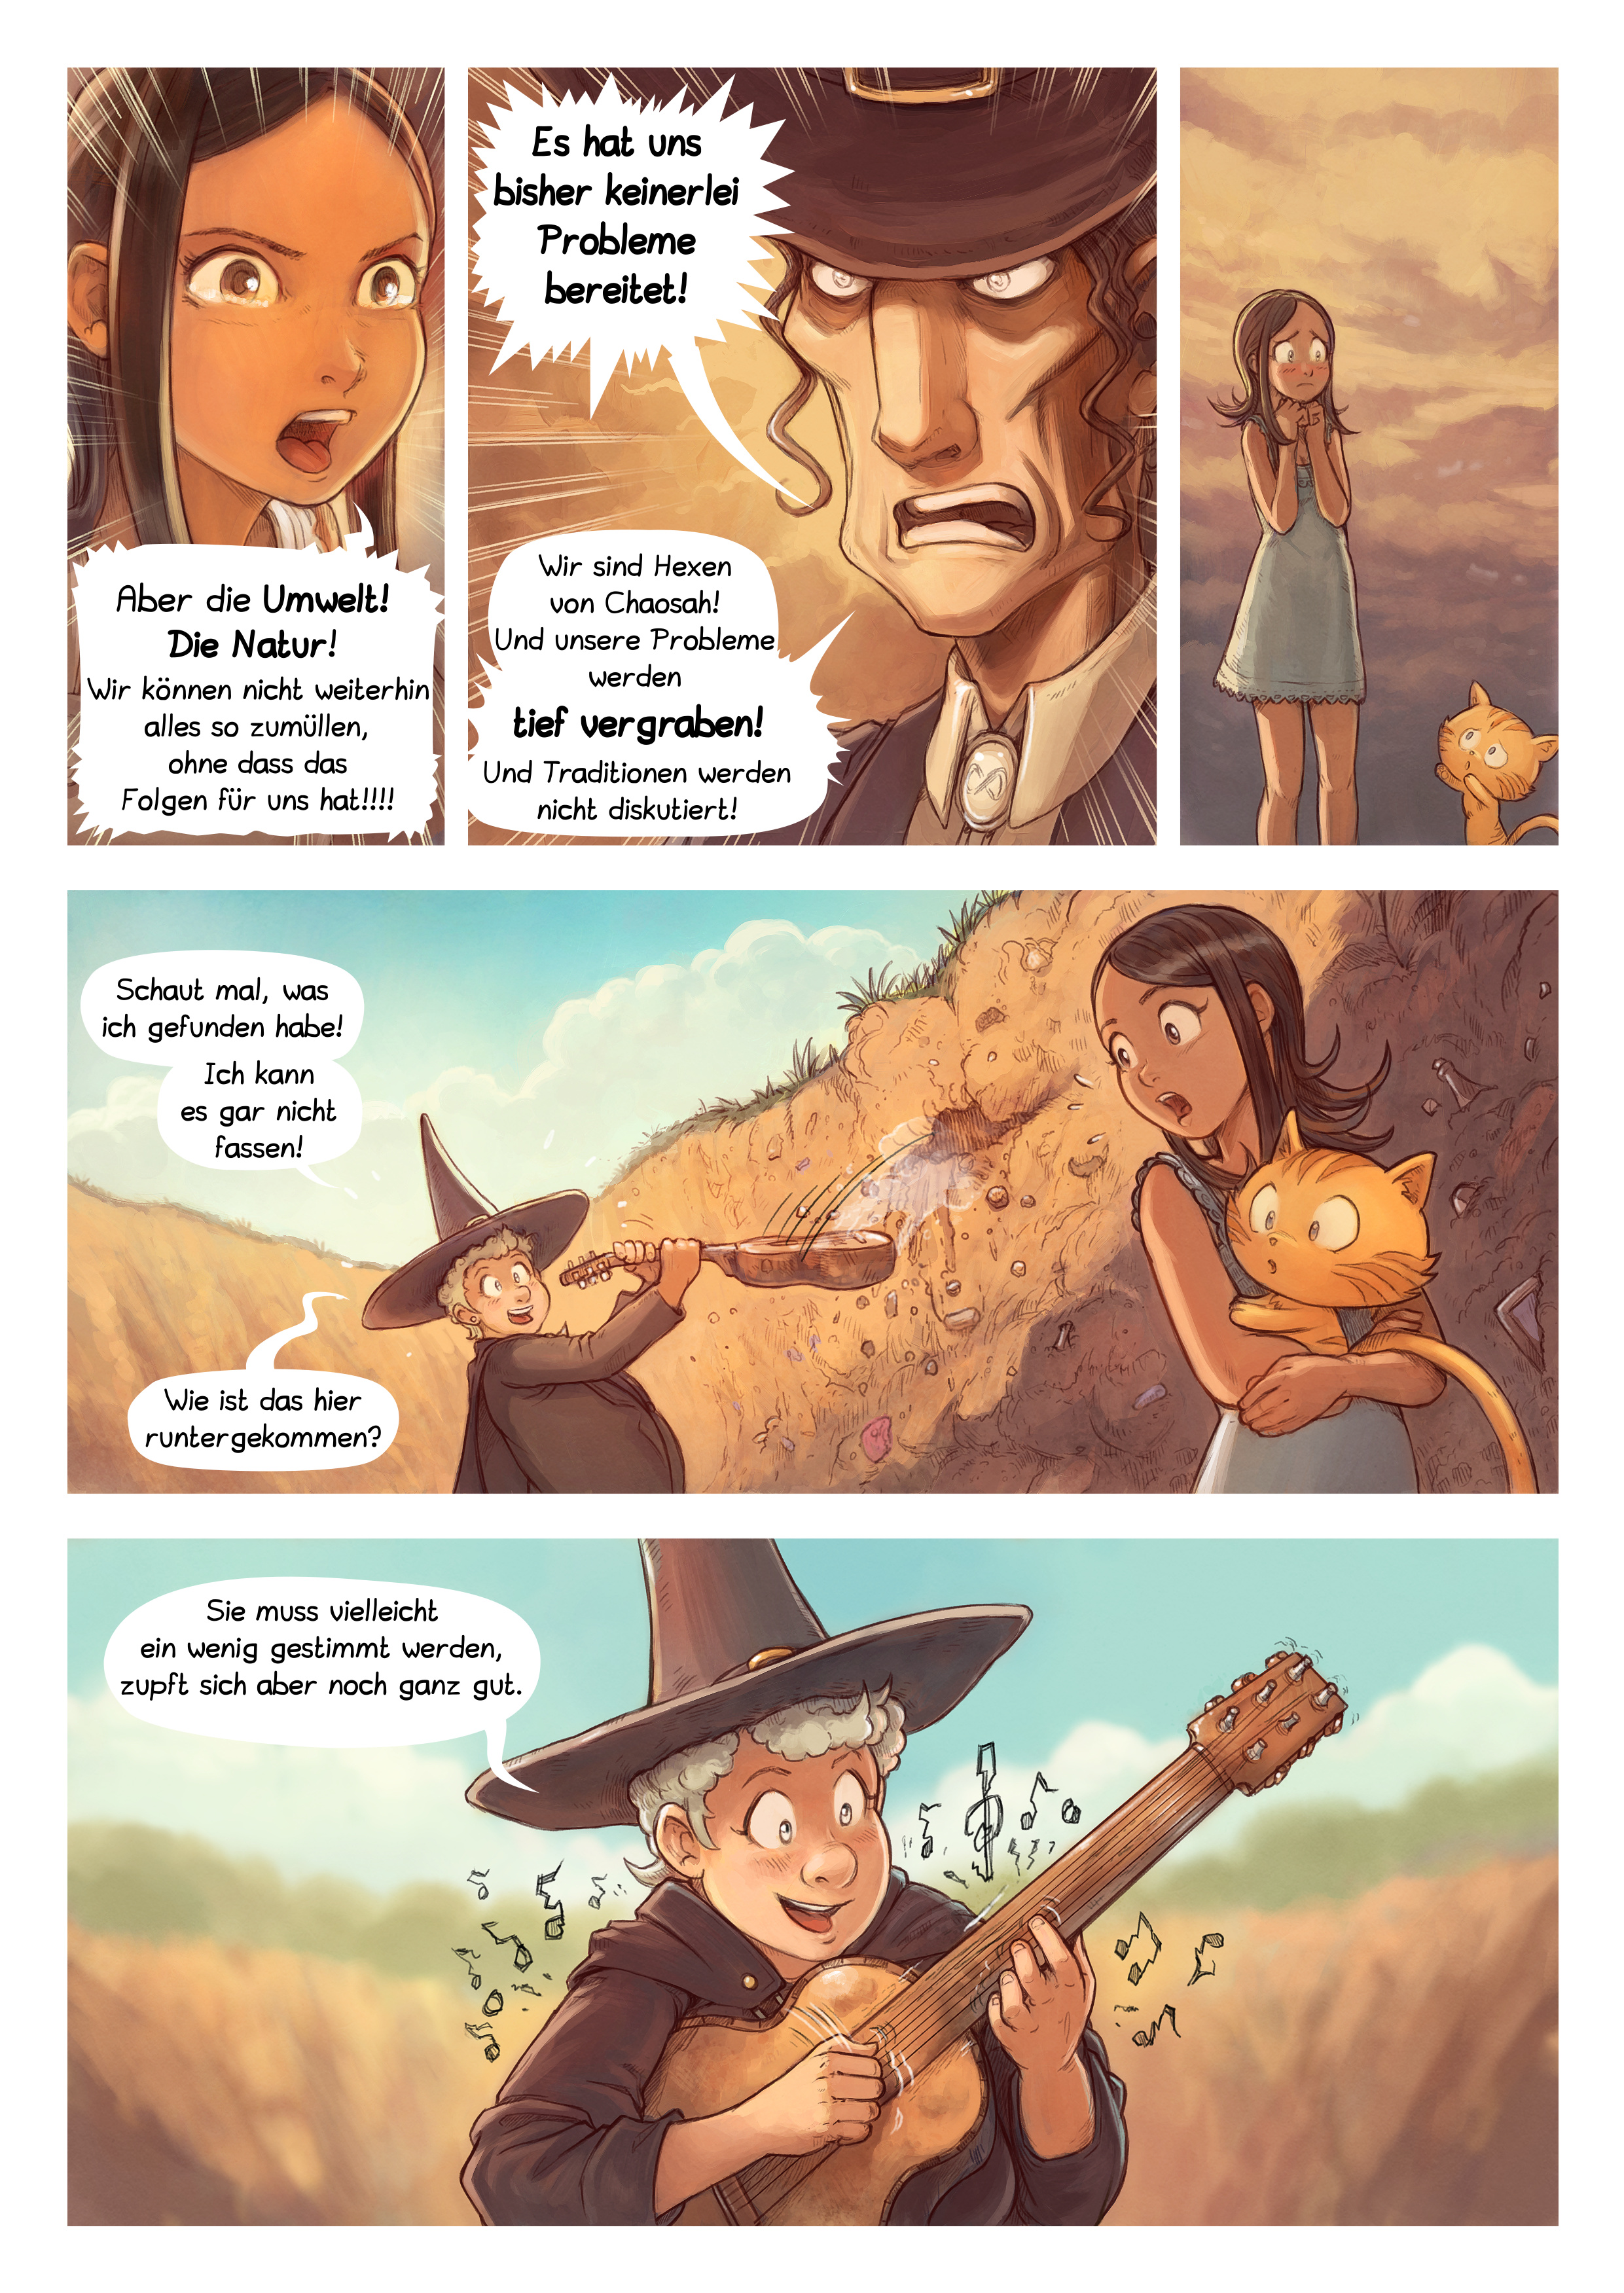 Aber die Umwelt!
Die Natur!
Wir können nicht weiterhin
alles so zumüllen,
ohne dass das
Folgen für uns hat!!!!
Es hat uns
bisher keinerlei
Probleme
bereitet!
Wir sind Hexen
von Chaosah!
Und unsere Probleme
werden
tief vergraben!
Und Traditionen werden
nicht diskutiert!
Schaut mal, was
ich gefunden habe!
Ich kann
es gar nicht
fassen!
Wie ist das hier
runtergekommen?
Sie muss vielleicht
ein wenig gestimmt werden,
zupft sich aber noch ganz gut.